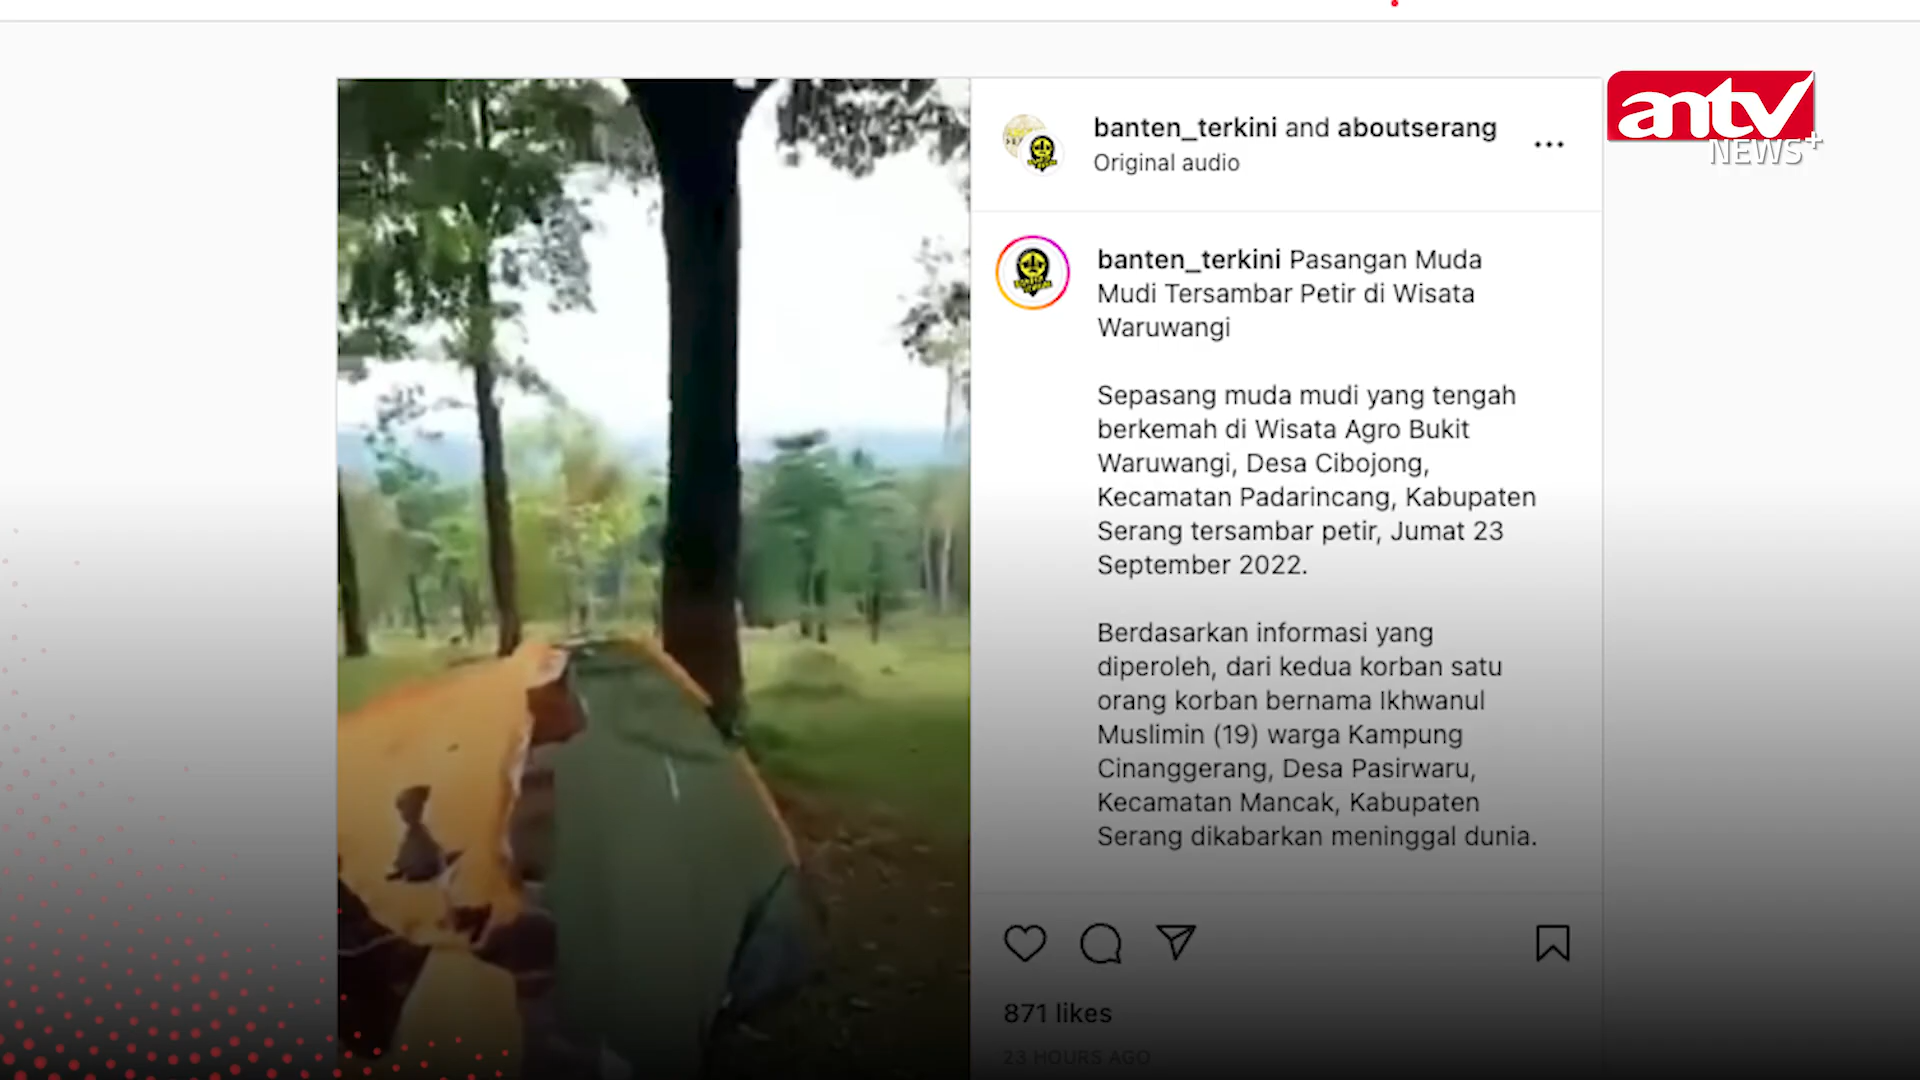 antv
NEWS+
banten_terkini and aboutserang
Original audio
banten_terkini Pasangan Muda
Mudi Tersambar Petir di Wisata
Waruwangi
Sepasang muda mudi yang tengah
berkemah di Wisata Agro Bukit
Waruwangi, Desa Cibojong,
Kecamatan Padarincang, Kabupaten
Serang tersambar petir, Jumat 23
September 2022.
Berdasarkan informasi yang
diperoleh, dari kedua korban satu
orang korban bernama Ikhwanul
Muslimin (19) warga Kampung
Cinanggerang, Desa Pasirwaru,
Kecamatan Mancak, Kabupaten
Serang dikabarkan meninggal dunia.
871 likes
23 HOURS AGO